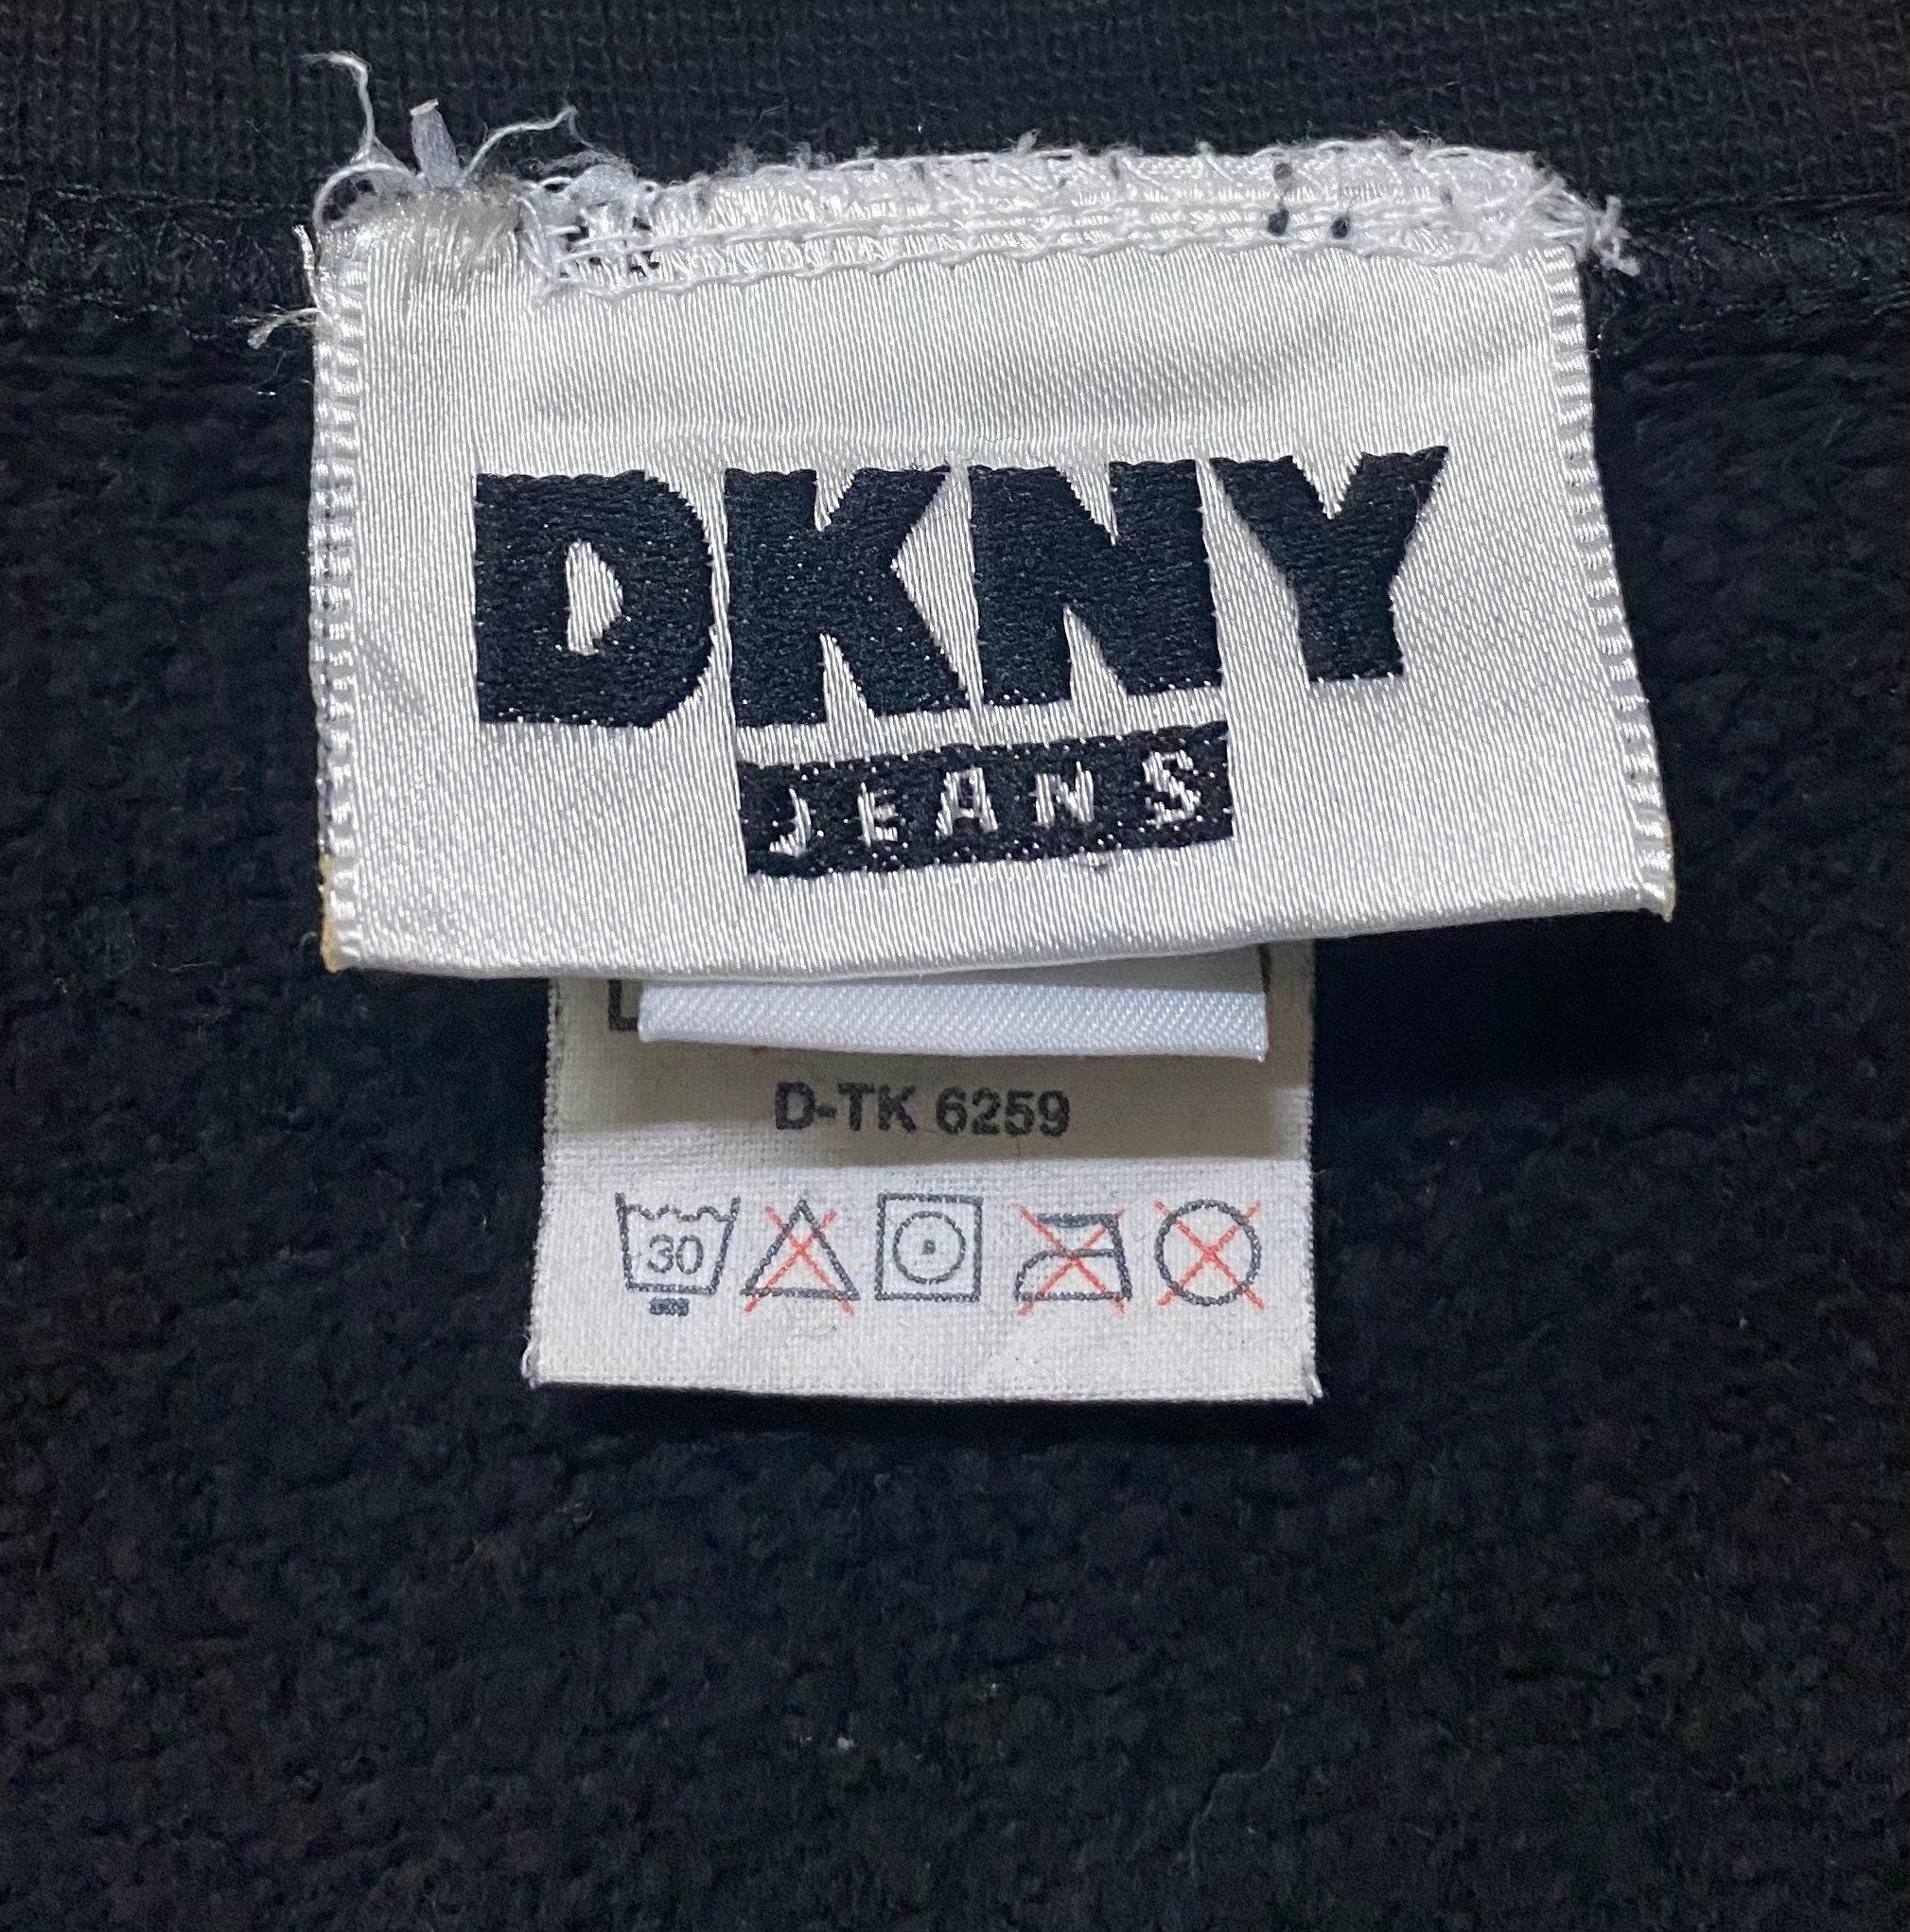 DKNY
JEANS
D-TK 6259
30